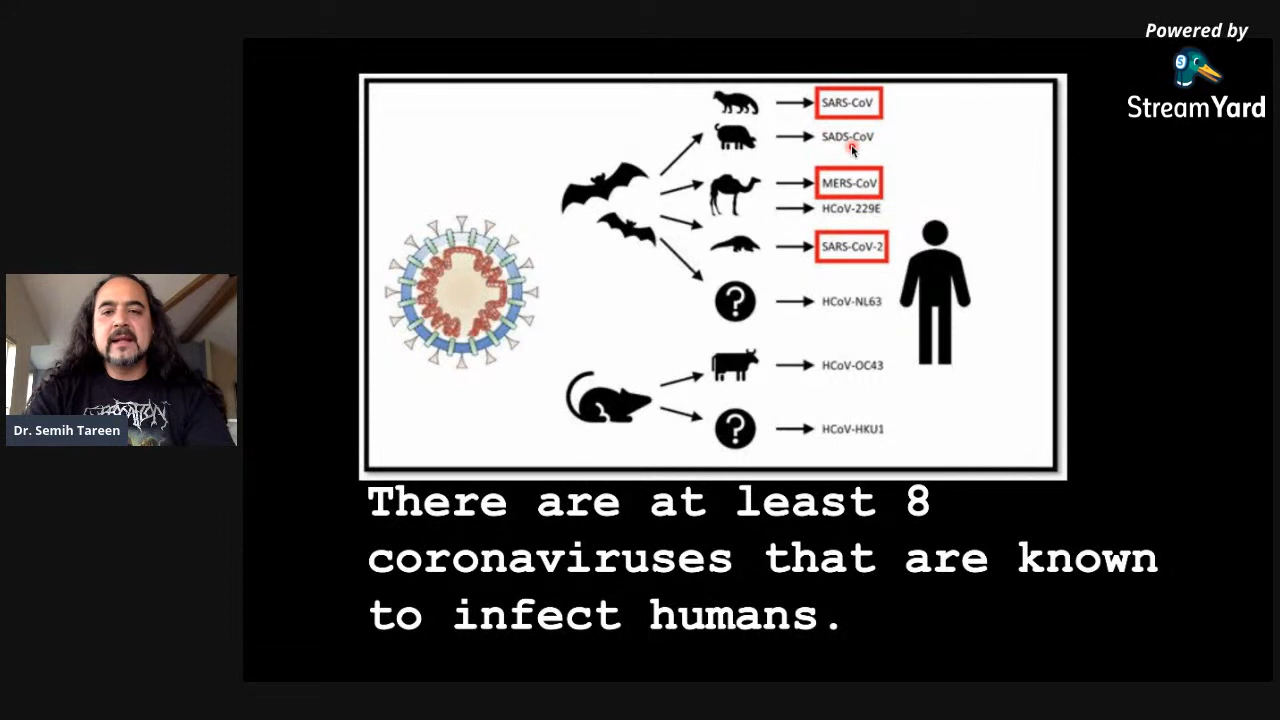 Powered by
StreamYard
SARS-CoV
SADS-CoV
MERS-CoV
HCoV-229E
SARS-CoV-2
?
HCoV-NL63
HCoV-OC43
?
HCoV-HKU1
SUFFOCATION
Dr. Semih Tareen
There are at least 8
coronaviruses that are known
to infect humans.